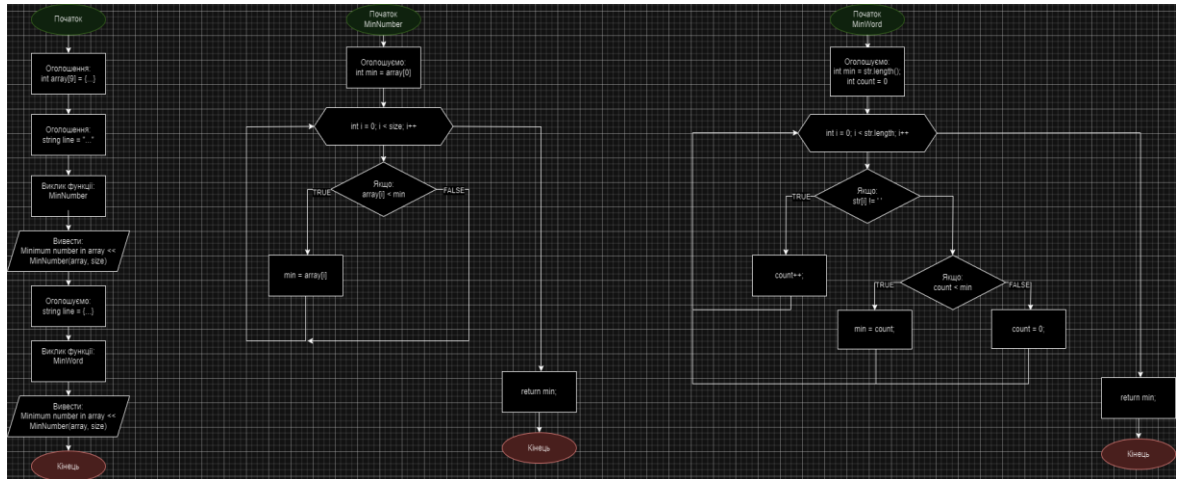 Початок
Оголошення:
int array[9] = {...}
Оголошення:
string line = "..."
Виклик функції:
MinNumber
Вивести:
Minimum number in array <<
MinNumber(array, size)
Оголошуємо:
string line = {...}
Виклик функції:
MinWord
Вивести:
Minimum number in array <<
MinNumber(array, size)
Кінець
Початок
MinNumber
Оголошуємо:
int min = array[0]
int i = 0; i < size; i++
Якщо:
array[i] < min
TRUE
FALSE
min = array[i]
return min;
Кінець
Початок
MinWord
Оголошуємо:
int min = str.length();
int count = 0
int i = 0; i < str.length; i++
Якщо:
str[i] != ' '
TRUE
count++;
Якщо:
count < min
TRUE
FALSE
min = count;
count = 0;
return min;
Кінець